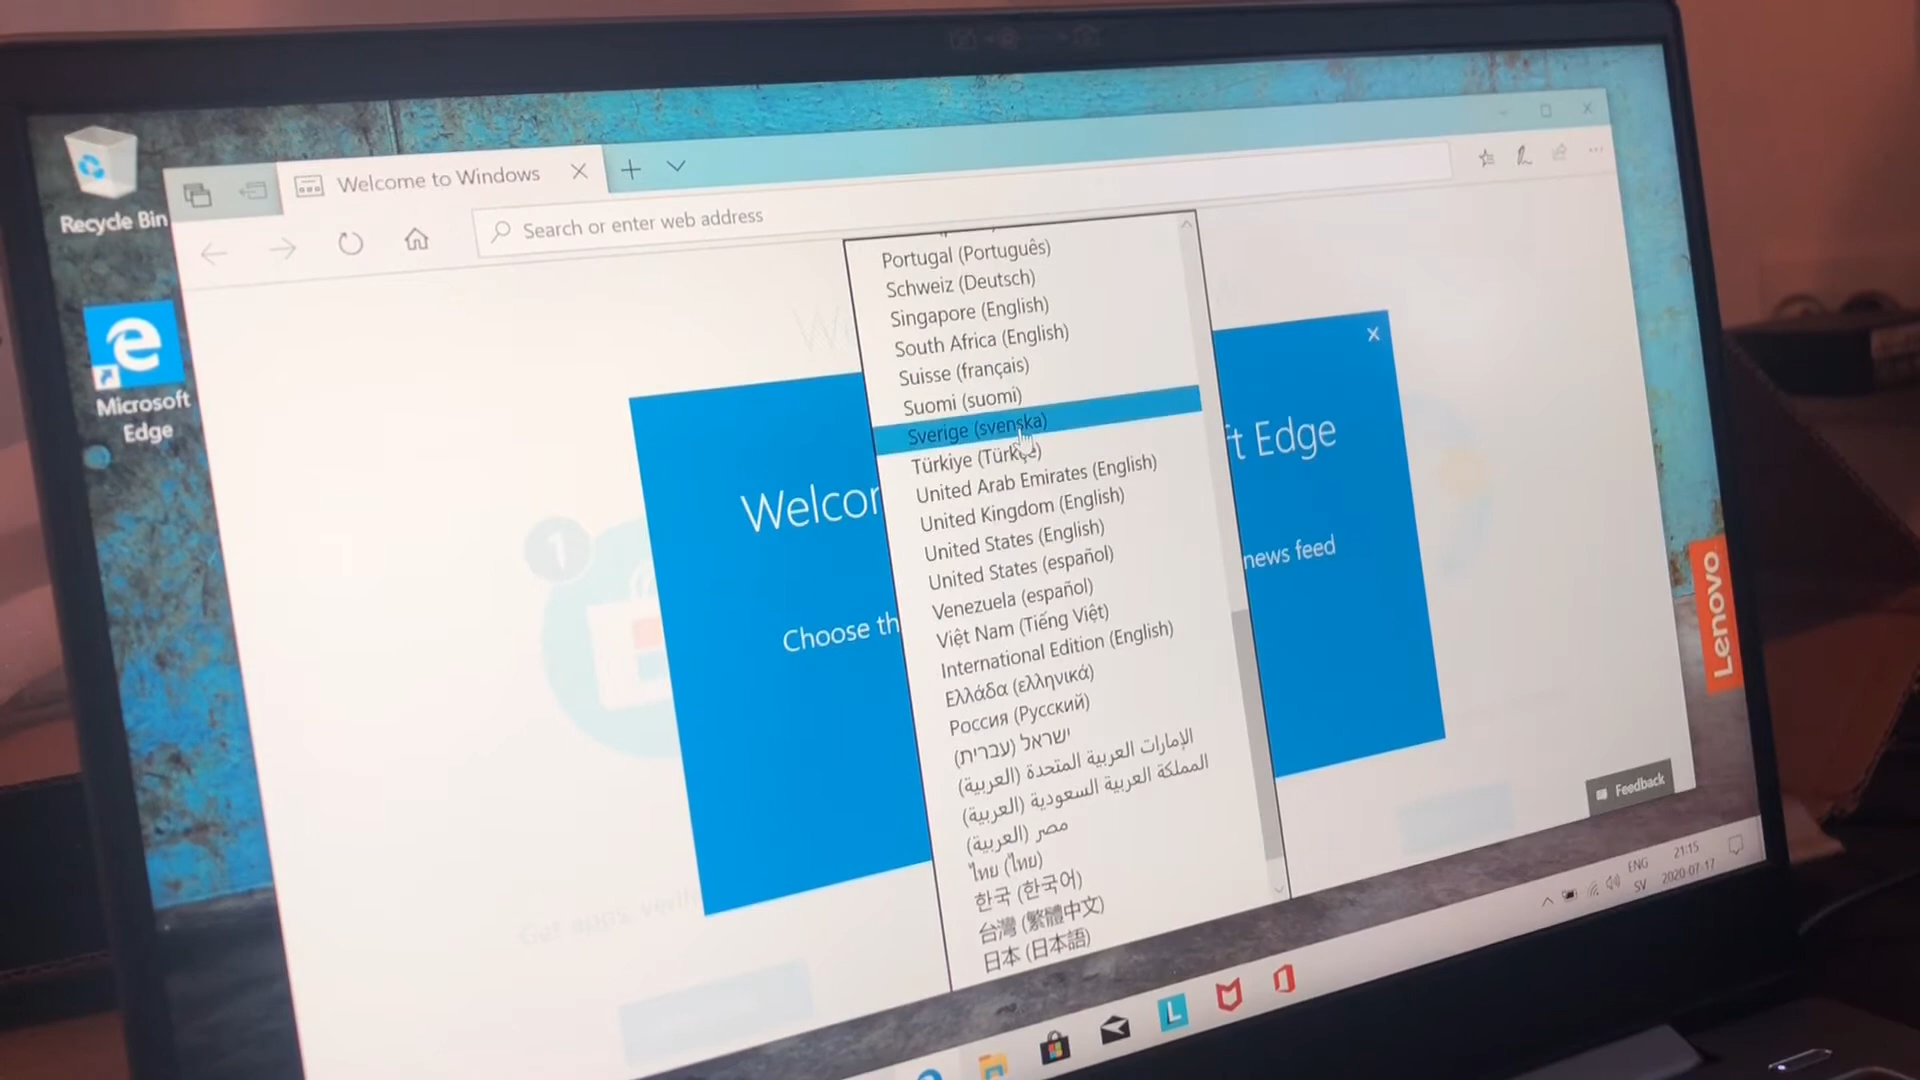 Recycle Bin
Microsoft
Edge
Welcome to Windows
Search or enter web address
Portugal (Português)
Schweiz (Deutsch)
Singapore (English)
South Africa (English)
Suisse (français)
Suomi (suomi)
Sverige (svenska)
Türkiye (Türkçe)
United Arab Emirates (English)
United Kingdom (English)
United States (English)
United States (español)
Venezuela (español)
Việt Nam (Tiếng Việt)
International Edition (English)
Ελλάδα (ελληνικά)
Россия (Русский)
ישראל (עברית)
الإمارات العربية المتحدة (العربية)
المملكة العربية السعودية (العربية)
مصر (العربية)
ไทย (ไทย)
한국 (한국어)
台灣 (繁體中文)
日本 (日本語)
Welcor
t Edge
Choose th
news feed
1
Lenovo
Feedback
ENG
SV
21:15
2020-07-17
L